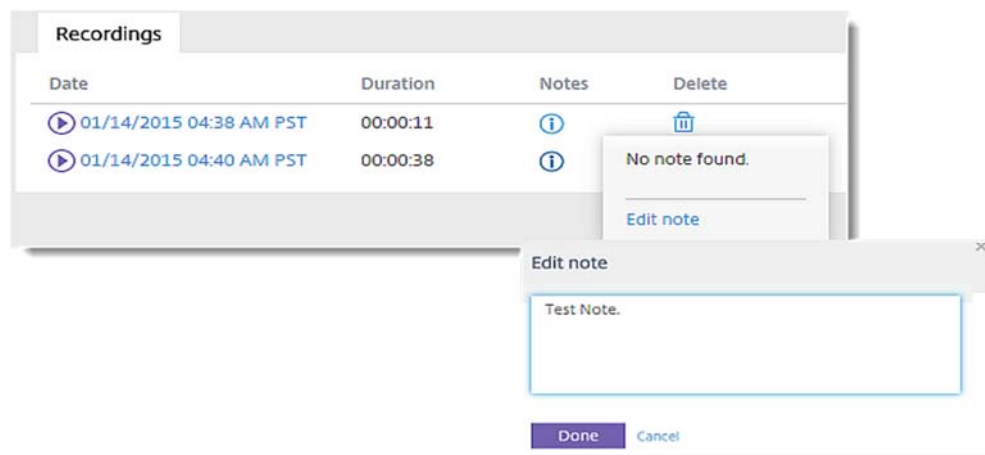 Recordings
Date Duration Notes Delete
01/14/2015 04:38 AM PST 00:00:11
01/14/2015 04:40 AM PST 00:00:38
No note found.
Edit note
Edit note
Test Note.
Done Cancel